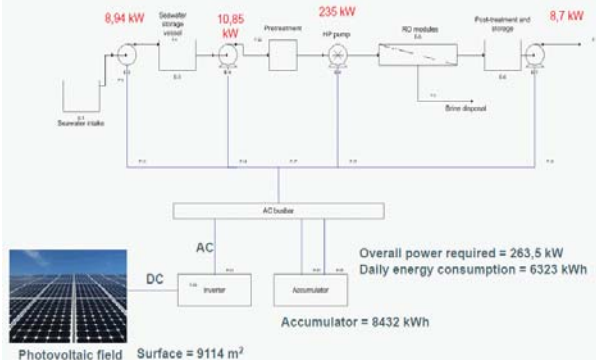 8,94 kW
Seawater
storage
vessel
10,85
kW
Pretreatment
235 kW
HP pump
RO modules
Post-treatment and
storage
8,7 kW
Seawater intake
Brine disposal
AC busbar
AC
DC
Inverter
Accumulator
Overall power required = 263,5 kW
Daily energy consumption = 6323 kWh
Accumulator = 8432 kWh
Photovoltaic field
Surface = 9114 m²